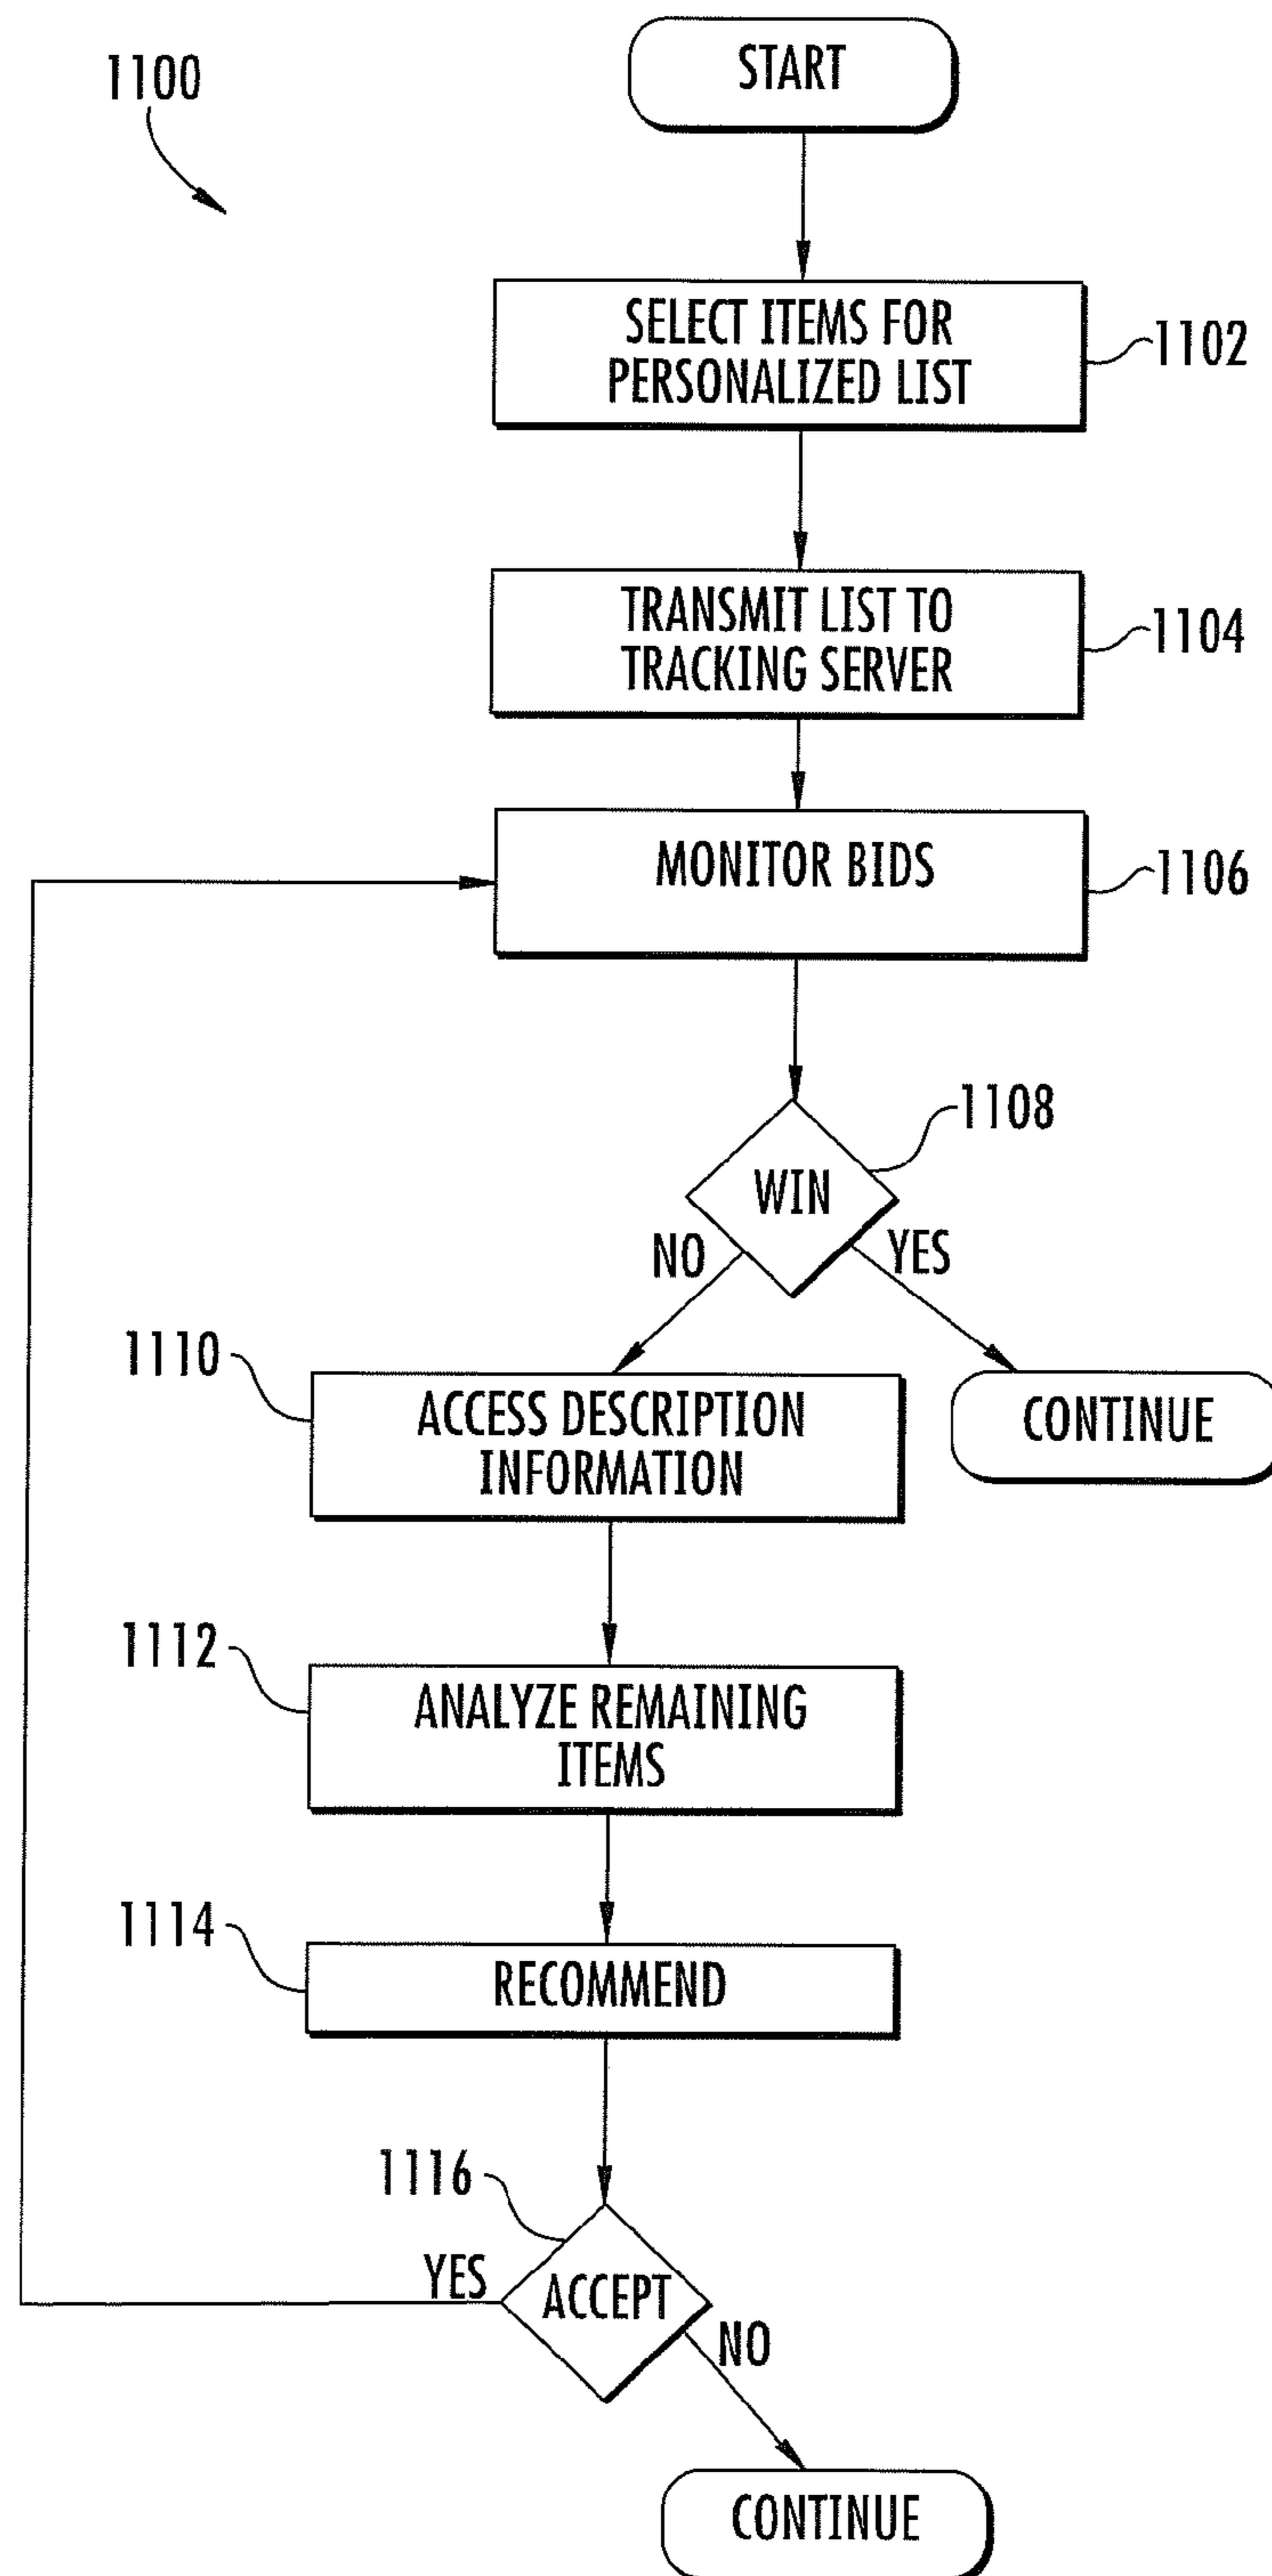 1100
START
SELECT ITEMS FOR
PERSONALIZED LIST
1102
TRANSMIT LIST TO
TRACKING SERVER
1104
MONITOR BIDS
1106
1108
WIN
NO
YES
1110
ACCESS DESCRIPTION
INFORMATION
CONTINUE
1112
ANALYZE REMAINING
ITEMS
1114
RECOMMEND
1116
YES
ACCEPT
NO
CONTINUE